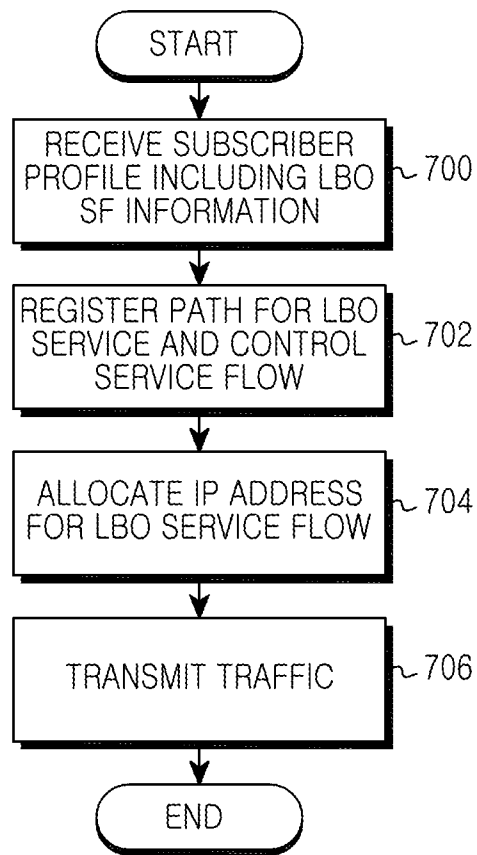 START
RECEIVE SUBSCRIBER
PROFILE INCLUDING LBO
SF INFORMATION
700
REGISTER PATH FOR LBO
SERVICE AND CONTROL
SERVICE FLOW
702
ALLOCATE IP ADDRESS
FOR LBO SERVICE FLOW
704
TRANSMIT TRAFFIC
706
END